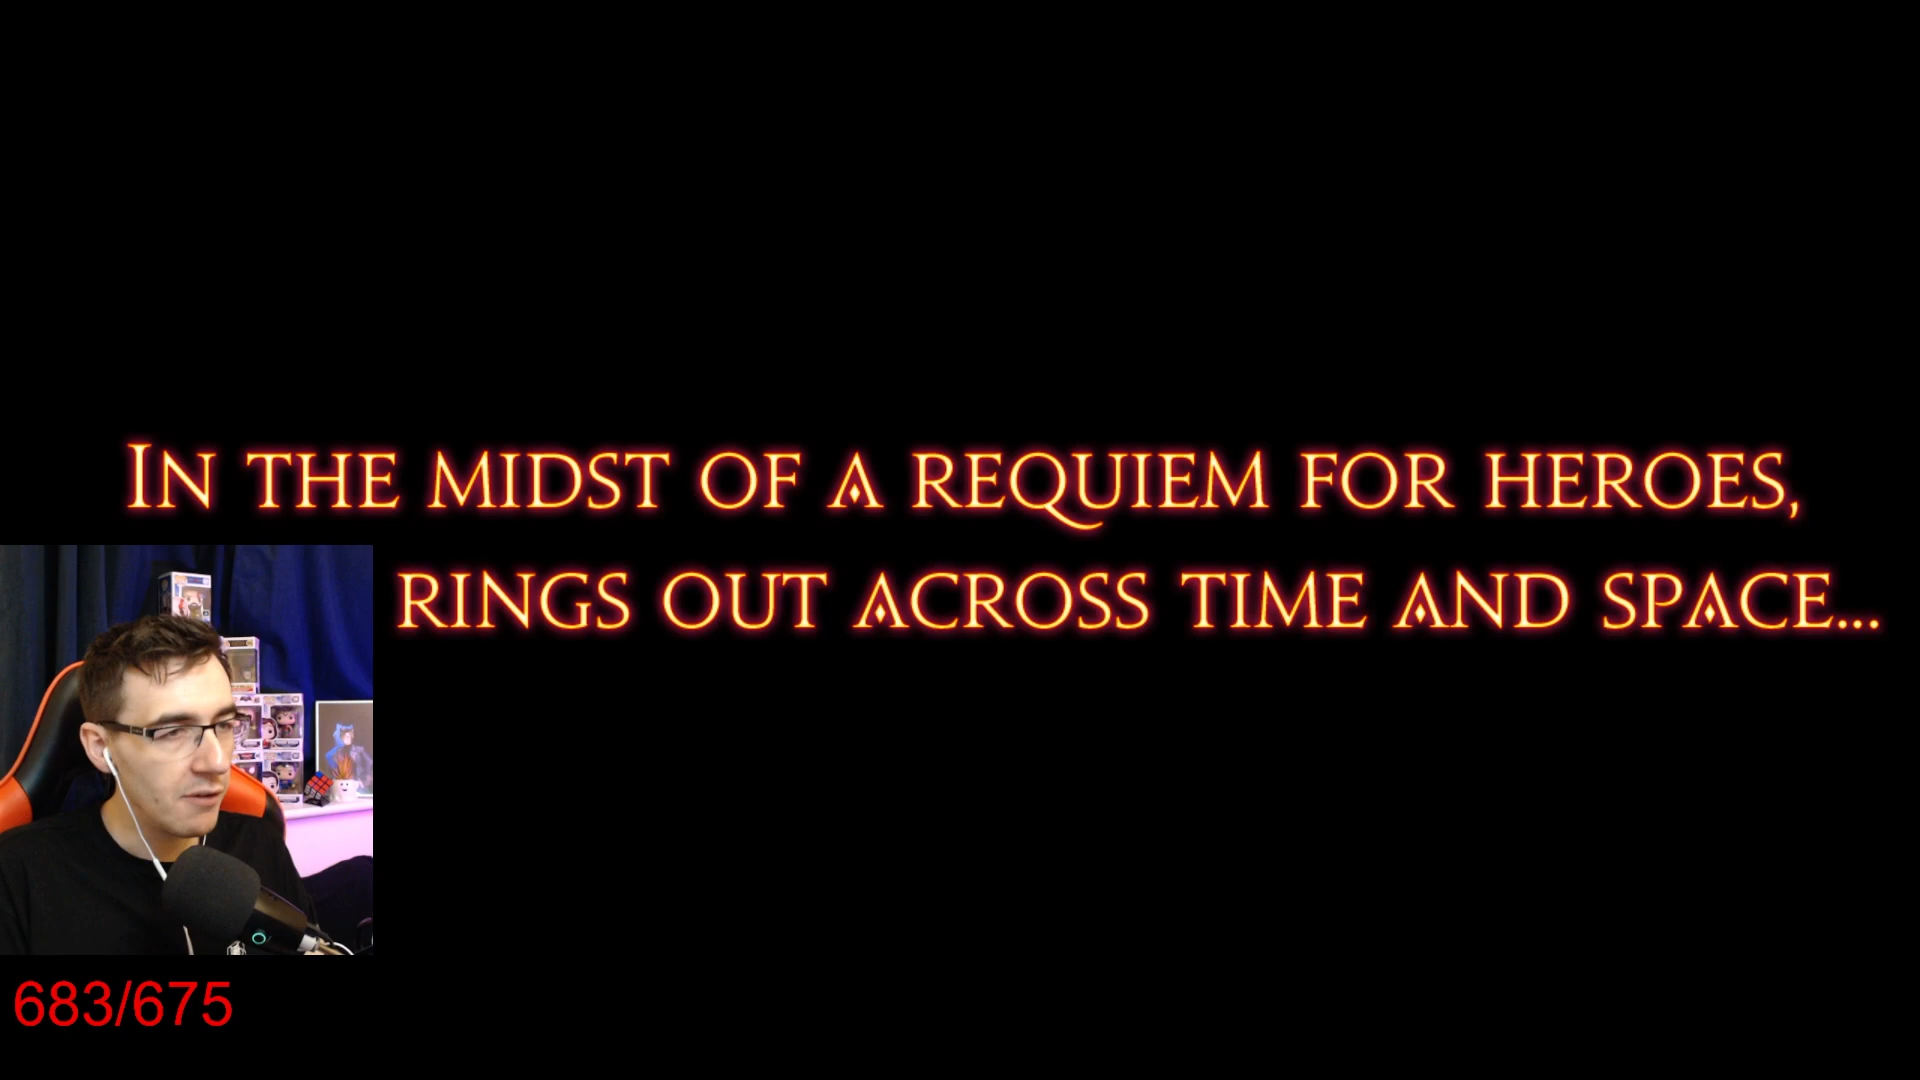 In the midst of a requiem for heroes,
rings out across time and space...
683/675